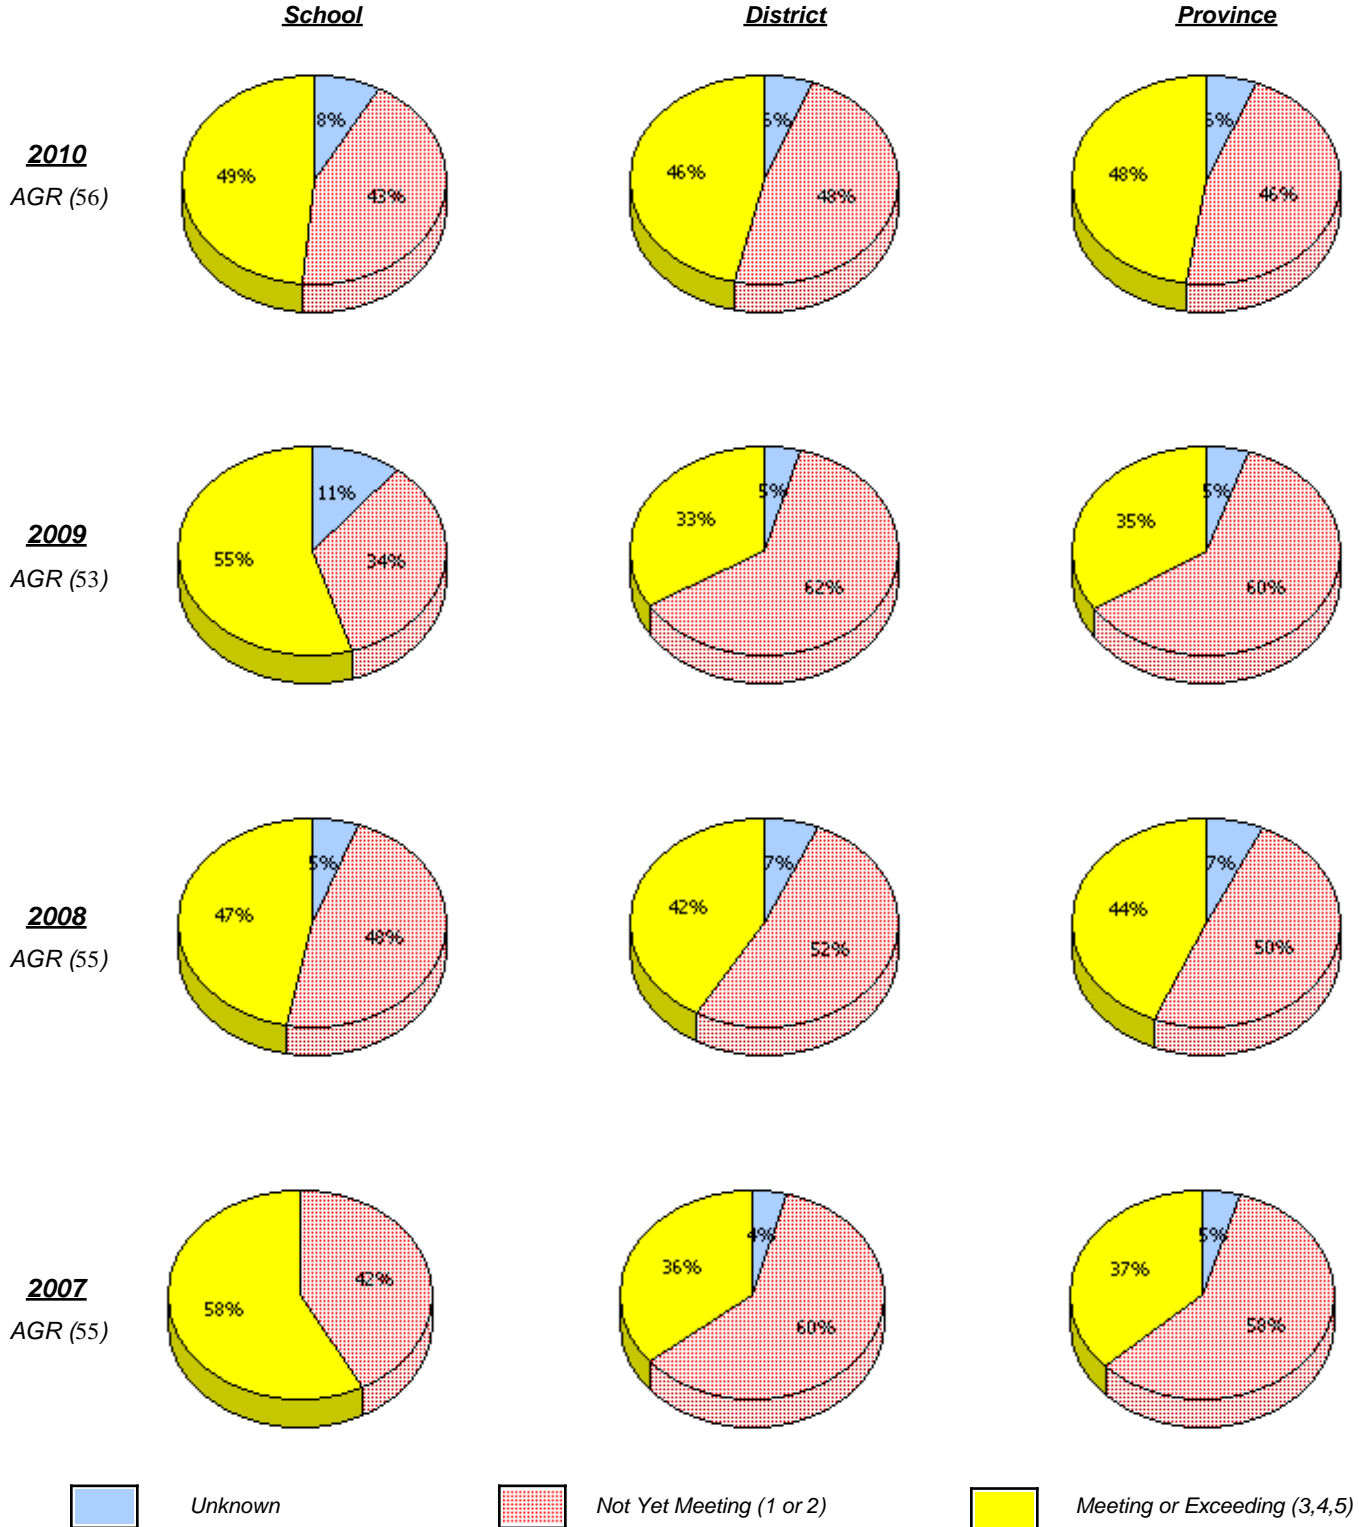 School District Province
8% 6% 6%
2010
49% 43% 46% 48% 48% 46%
AGR (56)
11% 5% 5%
33% 35%
2009
55% 34%
AGR (53)
62% 60%
5% 7% 7%
47% 42% 44%
2008
48% 52% 50%
AGR (55)
4% 5%
36% 37%
42%
2007
58%
60% 58%
AGR (55)
Unknown Not Yet Meeting (1 or 2) Meeting or Exceeding (3,4,5)